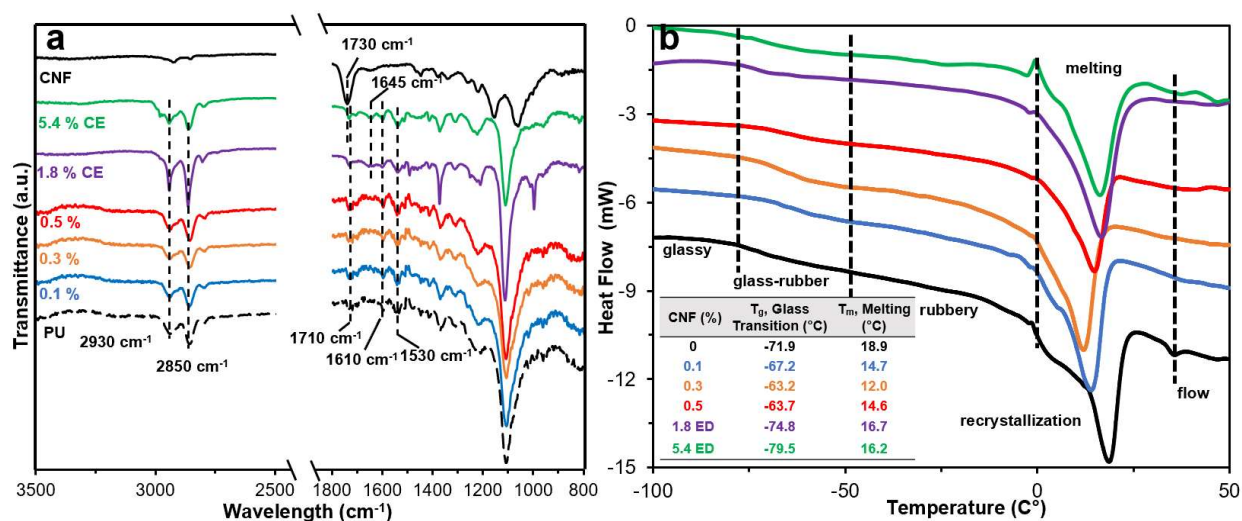 a
CNF
5.4 % CE
1.8 % CE
0.5 %
0.3 %
0.1 %
PU
2930 cm⁻¹
2850 cm⁻¹
1730 cm⁻¹
1645 cm⁻¹
1710 cm⁻¹
1610 cm⁻¹
1530 cm⁻¹
Transmittance (a.u.)
3500 3000 2500 1800 1600 1400 1200 1000 800
Wavelength (cm⁻¹)
b
0
-3
-6
-9
-12
-15
Heat Flow (mW)
melting
glassy
glass-rubber
rubbery
recrystallization
flow
CNF (%) Tg, Glass Transition (°C) Tm, Melting (°C)
0 -71.9 18.9
0.1 -67.2 14.7
0.3 -63.2 12.0
0.5 -63.7 14.6
1.8 ED -74.8 16.7
5.4 ED -79.5 16.2
-100 -50 0 50
Temperature (C°)